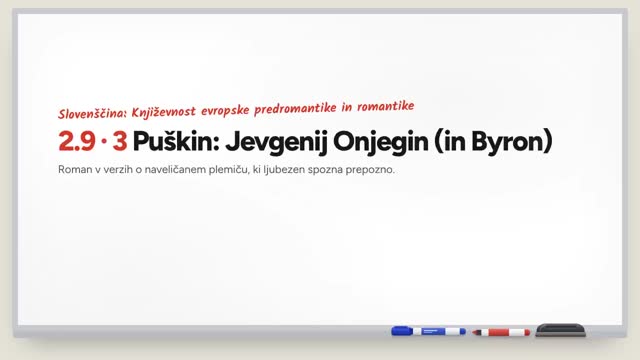 Slovenščina: Književnost evropske predromantike in romantike
2.9 · 3 Puškin: Jevgenij Onjegin (in Byron)
Roman v verzih o naveličanem plemiču, ki ljubezen spozna prepozno.